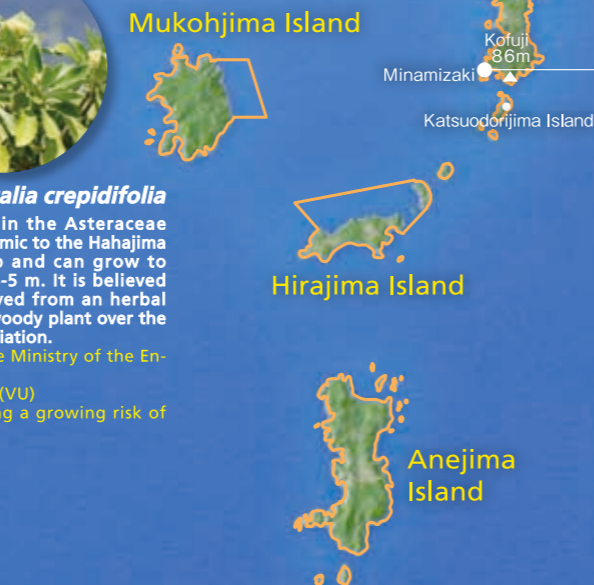 Mukohjima Island
Kofuji
86m
Minamizaki
Katsuodorijima Island
alia crepidifolia
in the Asteraceae
mic to the Hahajima
and can grow to
-5 m. It is believed
ved from an herbal
woody plant over the
iation.
e Ministry of the En-
(VU)
ng a growing risk of
Hirajima Island
Anejima
Island